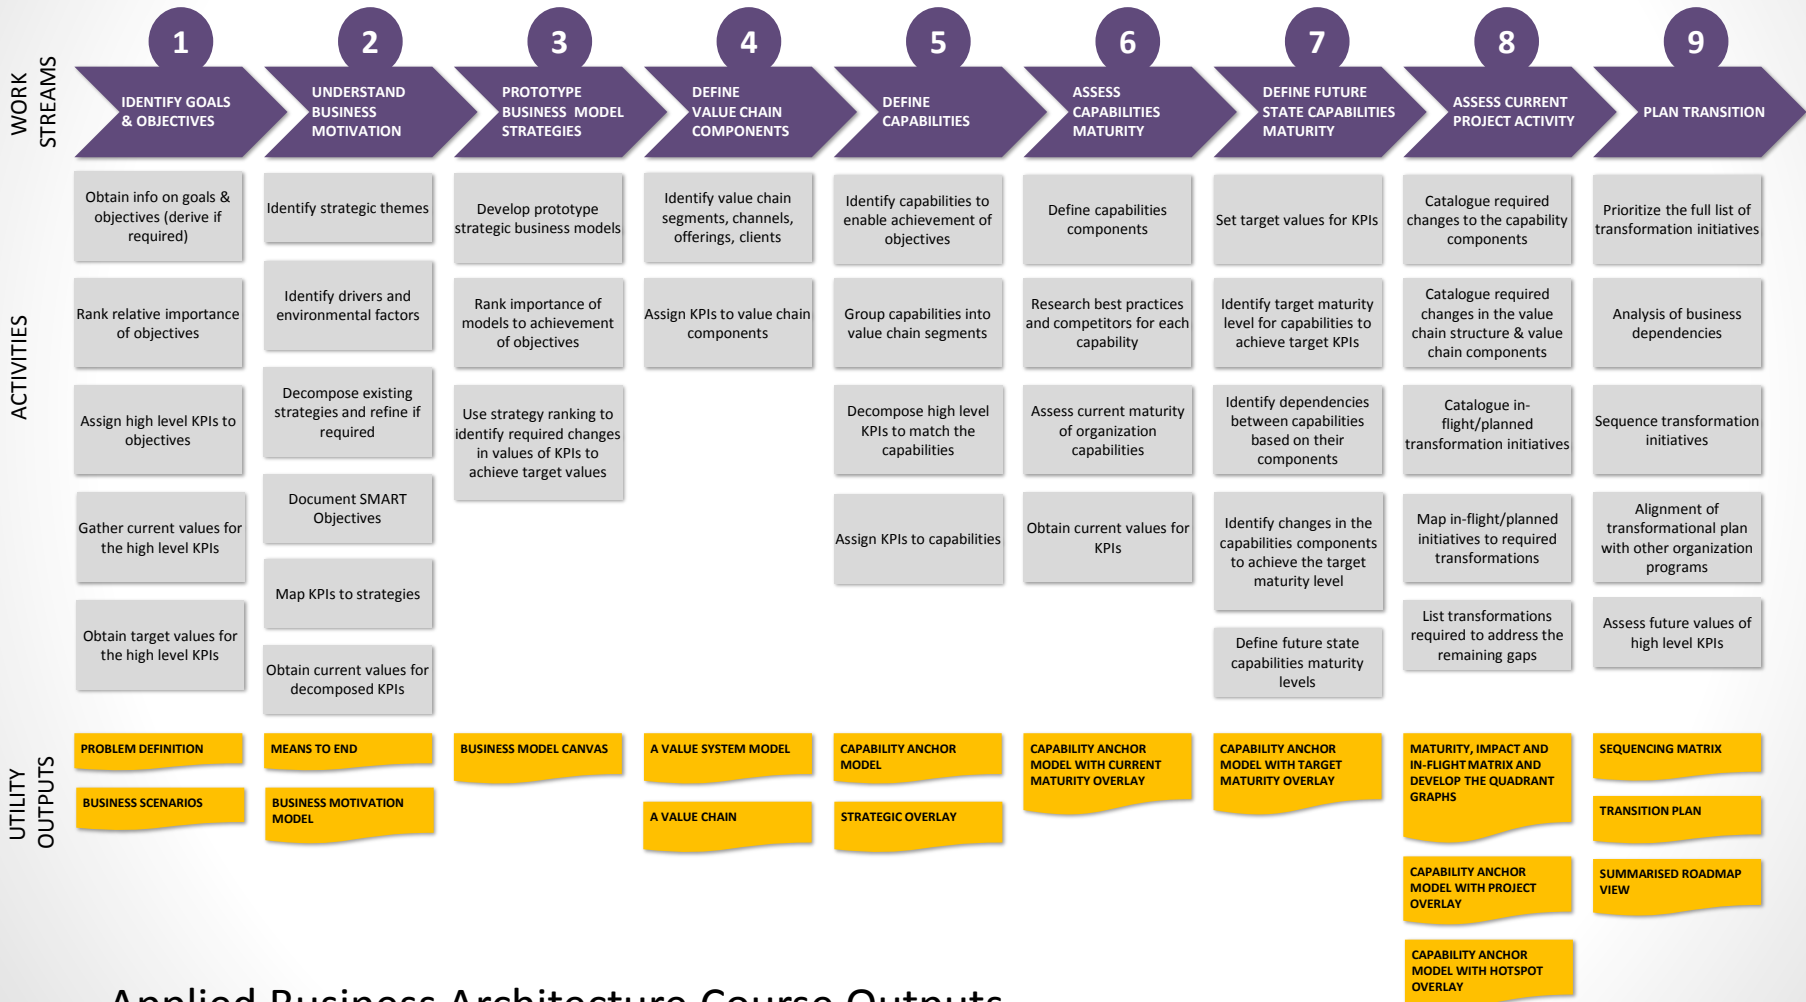 1
2
3
4
5
6
7
8
9
WORK
STREAMS
IDENTIFY GOALS
& OBJECTIVES
UNDERSTAND
BUSINESS
MOTIVATION
PROTOTYPE
BUSINESS MODEL
STRATEGIES
DEFINE
VALUE CHAIN
COMPONENTS
DEFINE
CAPABILITIES
ASSESS
CAPABILITIES
MATURITY
DEFINE FUTURE
STATE CAPABILITIES
MATURITY
ASSESS CURRENT
PROJECT ACTIVITY
PLAN TRANSITION
ACTIVITIES
Obtain info on goals &
objectives (derive if
required)
Rank relative importance
of objectives
Assign high level KPIs to
objectives
Gather current values for
the high level KPIs
Obtain target values for
the high level KPIs
Identify strategic themes
Identify drivers and
environmental factors
Decompose existing
strategies and refine if
required
Document SMART
Objectives
Map KPIs to strategies
Obtain current values for
decomposed KPIs
Develop prototype
strategic business models
Rank importance of
models to achievement
of objectives
Use strategy ranking to
identify required changes
in values of KPIs to
achieve target values
Identify value chain
segments, channels,
offerings, clients
Assign KPIs to value chain
components
Identify capabilities to
enable achievement of
objectives
Group capabilities into
value chain segments
Decompose high level
KPIs to match the
capabilities
Assign KPIs to capabilities
Define capabilities
components
Research best practices
and competitors for each
capability
Assess current maturity
of organization
capabilities
Obtain current values for
KPIs
Set target values for KPIs
Identify target maturity
level for capabilities to
achieve target KPIs
Identify dependencies
between capabilities
based on their
components
Identify changes in the
capabilities components
to achieve the target
maturity level
Define future state
capabilities maturity
levels
Catalogue required
changes to the capability
components
Catalogue required
changes in the value
chain structure & value
chain components
Catalogue in-
flight/planned
transformation initiatives
Map in-flight/planned
initiatives to required
transformations
List transformations
required to address the
remaining gaps
Prioritize the full list of
transformation initiatives
Analysis of business
dependencies
Sequence transformation
initiatives
Alignment of
transformational plan
with other organization
programs
Assess future values of
high level KPIs
UTILITY
OUTPUTS
PROBLEM DEFINITION
BUSINESS SCENARIOS
MEANS TO END
BUSINESS MOTIVATION
MODEL
BUSINESS MODEL CANVAS
A VALUE SYSTEM MODEL
A VALUE CHAIN
CAPABILITY ANCHOR
MODEL
STRATEGIC OVERLAY
CAPABILITY ANCHOR
MODEL WITH CURRENT
MATURITY OVERLAY
CAPABILITY ANCHOR
MODEL WITH TARGET
MATURITY OVERLAY
MATURITY, IMPACT AND
IN-FLIGHT MATRIX AND
DEVELOP THE QUADRANT
GRAPHS
CAPABILITY ANCHOR
MODEL WITH PROJECT
OVERLAY
CAPABILITY ANCHOR
MODEL WITH HOTSPOT
OVERLAY
SEQUENCING MATRIX
TRANSITION PLAN
SUMMARISED ROADMAP
VIEW
Applied Business Architecture Course Outputs